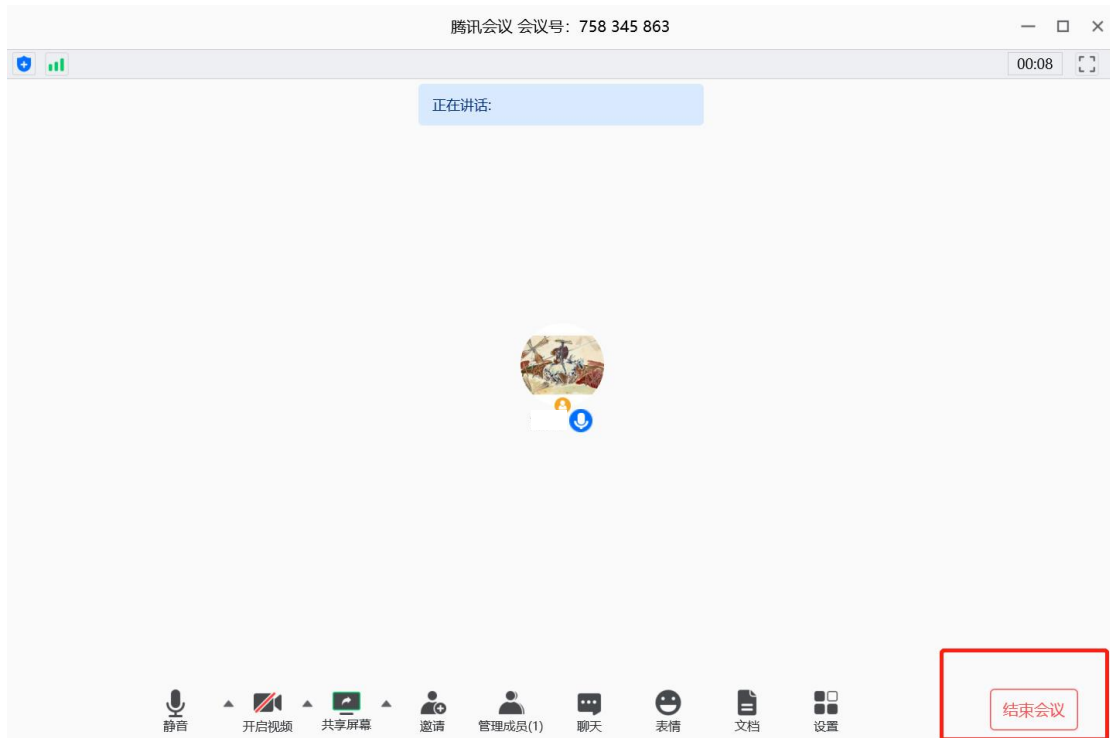 腾讯会议 会议号：758 345 863
00:08
正在讲话:
静音
开启视频
共享屏幕
邀请
管理成员(1)
聊天
表情
文档
设置
结束会议